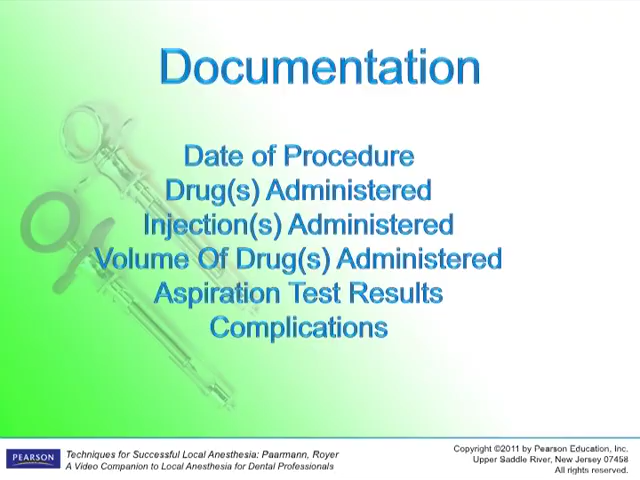 Documentation
Date of Procedure
Drug(s) Administered
Injection(s) Administered
Volume Of Drug(s) Administered
Aspiration Test Results
Complications
PEARSON
Techniques for Successful Local Anesthesia: Paarmann, Royer
A Video Companion to Local Anesthesia for Dental Professionals
Copyright ©2011 by Pearson Education, Inc.
Upper Saddle River, New Jersey 07458
All rights reserved.